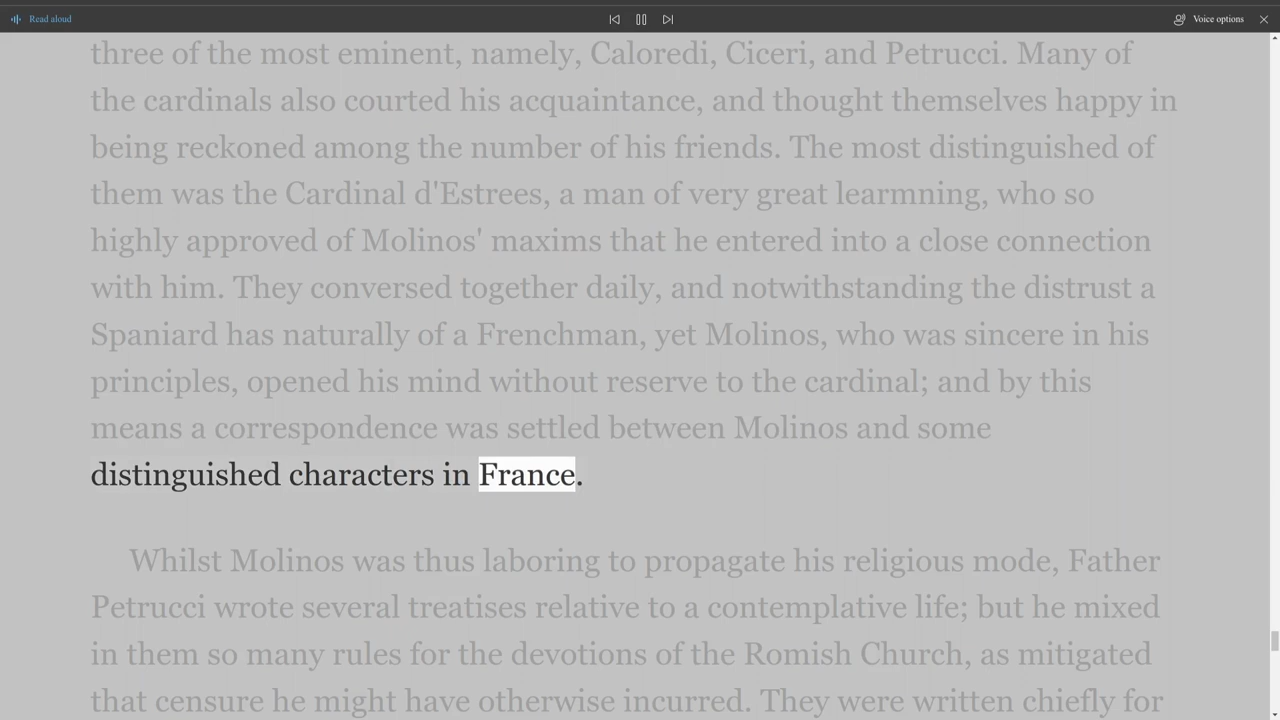 Read aloud
Voice options
three of the most eminent, namely, Caloredi, Ciceri, and Petrucci. Many of
the cardinals also courted his acquaintance, and thought themselves happy in
being reckoned among the number of his friends. The most distinguished of
them was the Cardinal d'Estrees, a man of very great learmning, who so
highly approved of Molinos' maxims that he entered into a close connection
with him. They conversed together daily, and notwithstanding the distrust a
Spaniard has naturally of a Frenchman, yet Molinos, who was sincere in his
principles, opened his mind without reserve to the cardinal; and by this
means a correspondence was settled between Molinos and some
distinguished characters in France.
Whilst Molinos was thus laboring to propagate his religious mode, Father
Petrucci wrote several treatises relative to a contemplative life; but he mixed
in them so many rules for the devotions of the Romish Church, as mitigated
that censure he might have otherwise incurred. They were written chiefly for